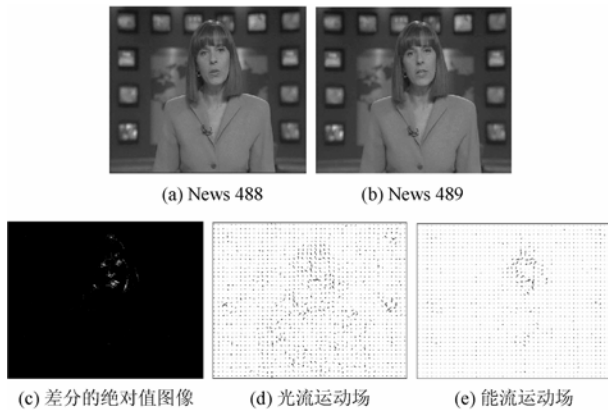 (a) News 488
(b) News 489
(c) 差分的绝对值图像
(d) 光流运动场
(e) 能流运动场